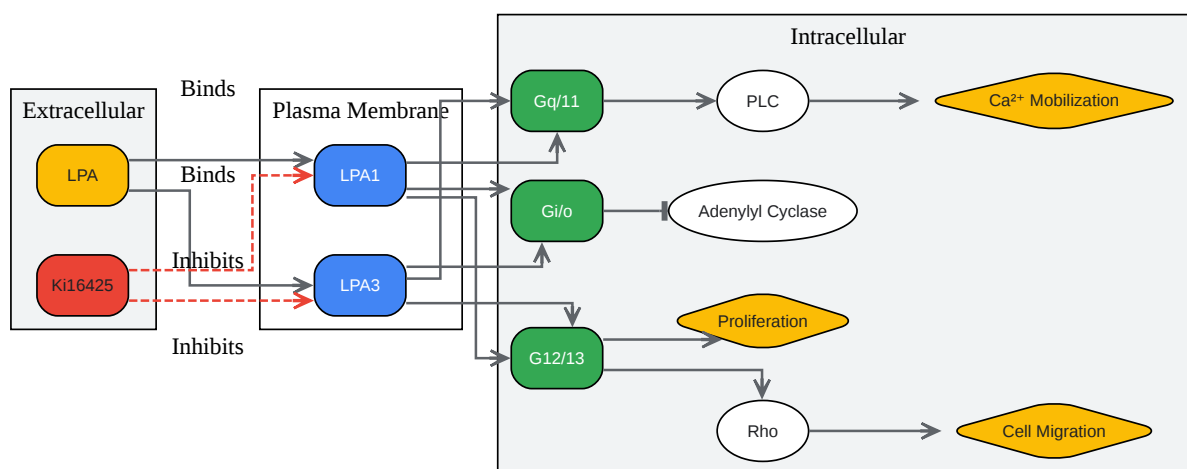 Intracellular
Binds
Extracellular
Plasma Membrane
Gq/11
PLC
Ca²⁺ Mobilization
LPA
Binds
LPA1
Gi/o
Adenylyl Cyclase
Inhibits
Ki16425
LPA3
Proliferation
Inhibits
G12/13
Rho
Cell Migration